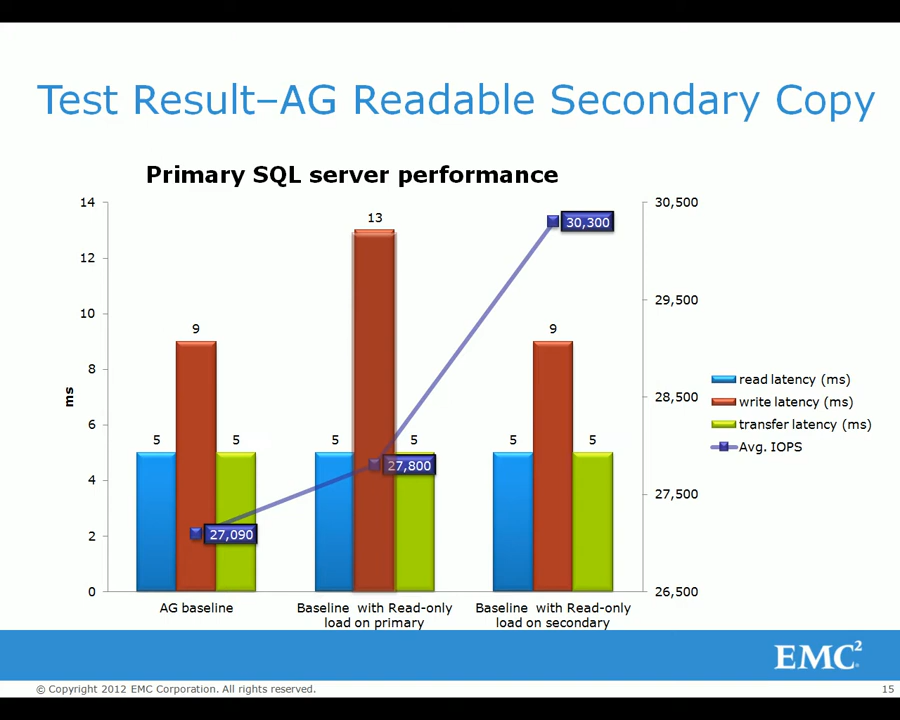 Test Result–AG Readable Secondary Copy
Primary SQL server performance
14
12
10
8
6
4
2
0
ms
5
9
5
5
13
5
5
9
5
27,090
27,800
30,300
30,500
29,500
28,500
27,500
26,500
read latency (ms)
write latency (ms)
transfer latency (ms)
Avg. IOPS
AG baseline
Baseline with Read-only
load on primary
Baseline with Read-only
load on secondary
EMC²
© Copyright 2012 EMC Corporation. All rights reserved.
15